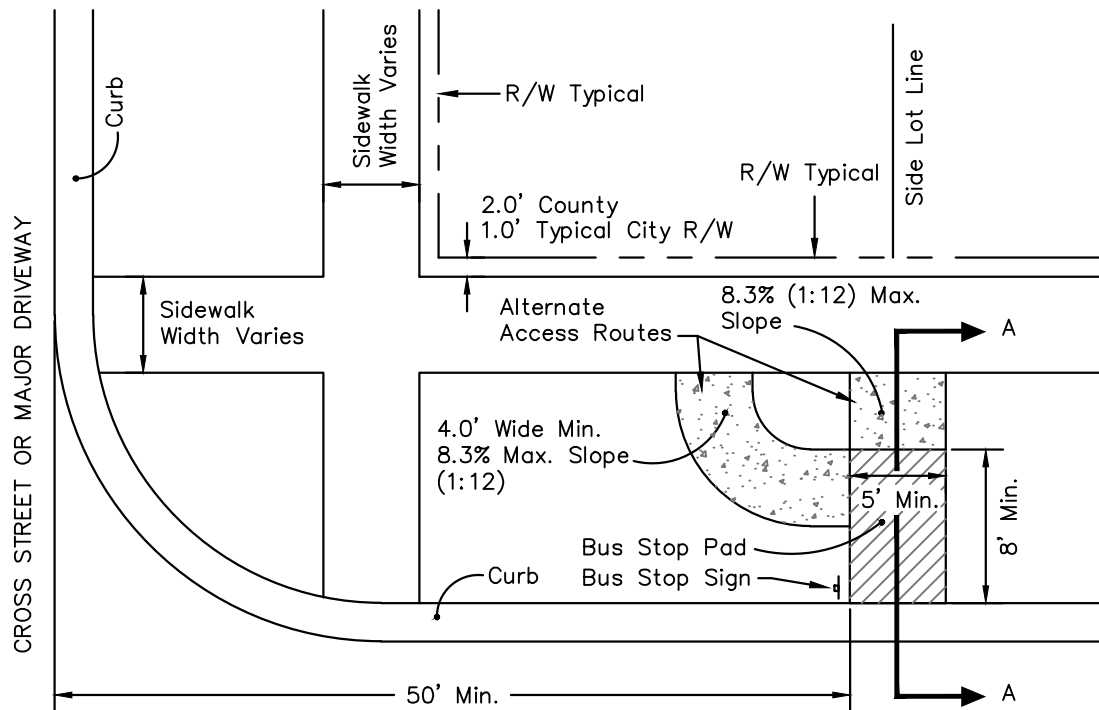 CROSS STREET OR MAJOR DRIVEWAY
Curb
Sidewalk
Width Varies
R/W Typical
Side Lot Line
R/W Typical
2.0' County
1.0' Typical City R/W
Sidewalk
Width Varies
Alternate
Access Routes
8.3% (1:12) Max.
Slope
A
4.0' Wide Min.
8.3% Max. Slope
(1:12)
5' Min.
8' Min.
Bus Stop Pad
Bus Stop Sign
Curb
50' Min.
A